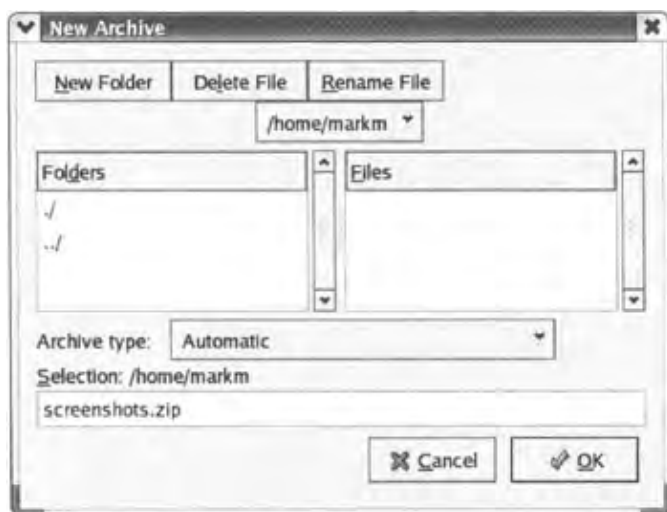 New Archive
New Folder Delete File Rename File
/home/markm
Folders Files
./
../
Archive type: Automatic
Selection: /home/markm
screenshots.zip
Cancel OK